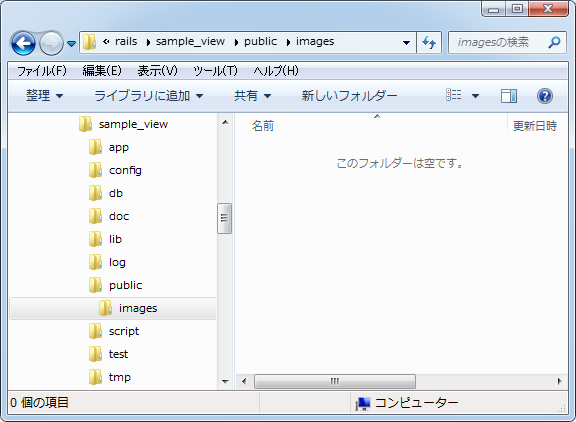 « rails ▸ sample_view ▸ public ▸ images
imagesの検索
ファイル(F) 編集(E) 表示(V) ツール(T) ヘルプ(H)
整理 ライブラリに追加 共有 新しいフォルダー
sample_view
app
config
db
doc
lib
log
public
images
script
test
tmp
名前 更新日時
このフォルダーは空です。
0 個の項目 コンピューター